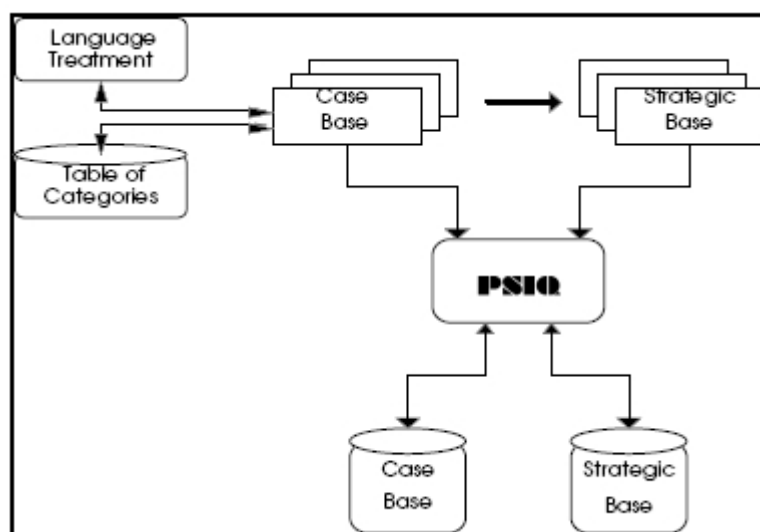 Language
Treatment
Case
Base
Strategic
Base
Table of
Categories
PSIQ
Case
Base
Strategic
Base